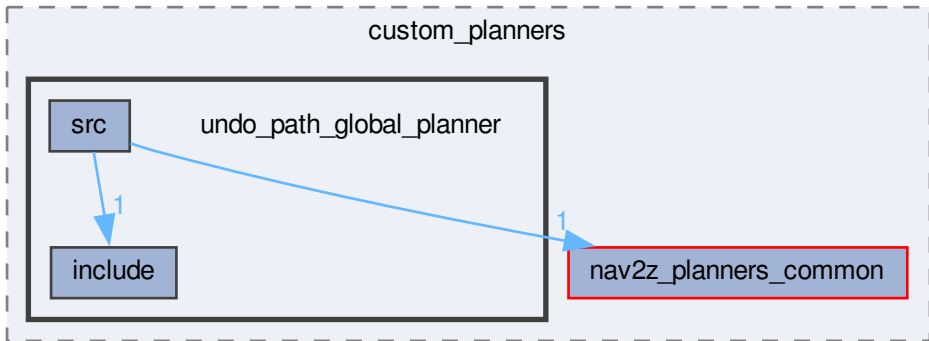 custom_planners
src
undo_path_global_planner
1
1
include
nav2z_planners_common